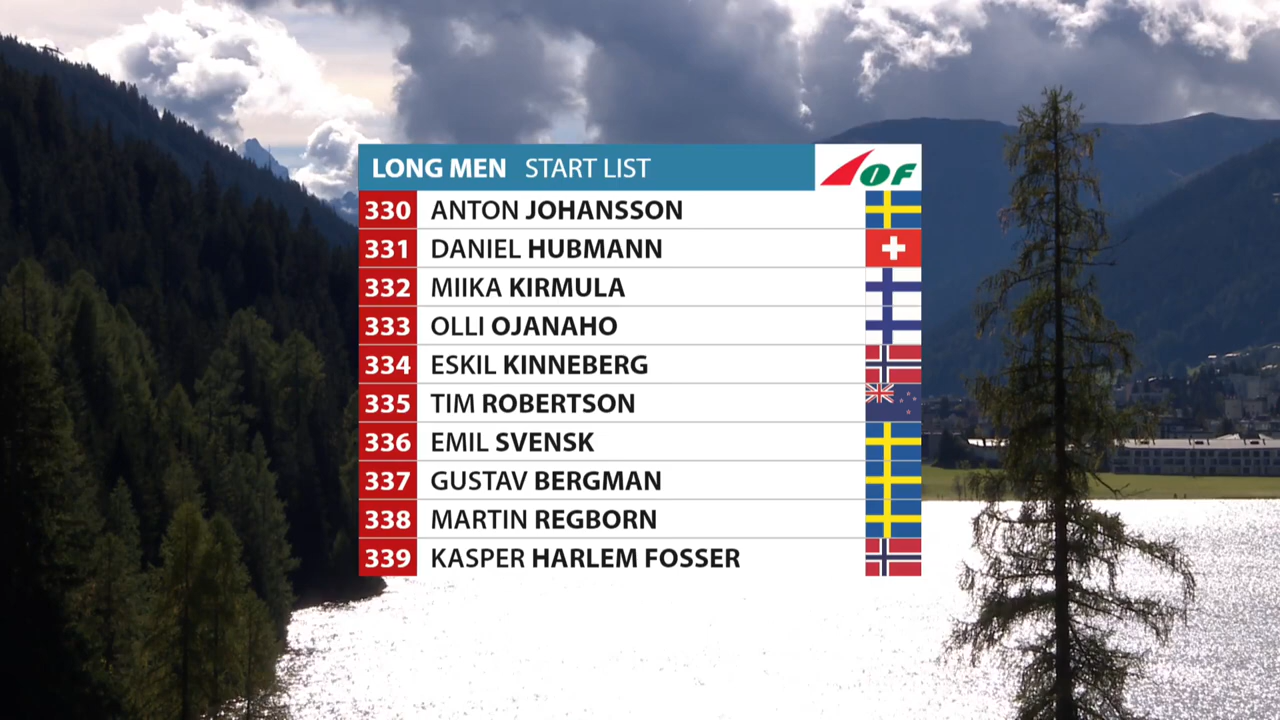 LONG MEN START LIST
IOF
330 ANTON JOHANSSON
331 DANIEL HUBMANN
332 MIIKA KIRMULA
333 OLLI OJANAHO
334 ESKIL KINNEBERG
335 TIM ROBERTSON
336 EMIL SVENSK
337 GUSTAV BERGMAN
338 MARTIN REGBORN
339 KASPER HARLEM FOSSER